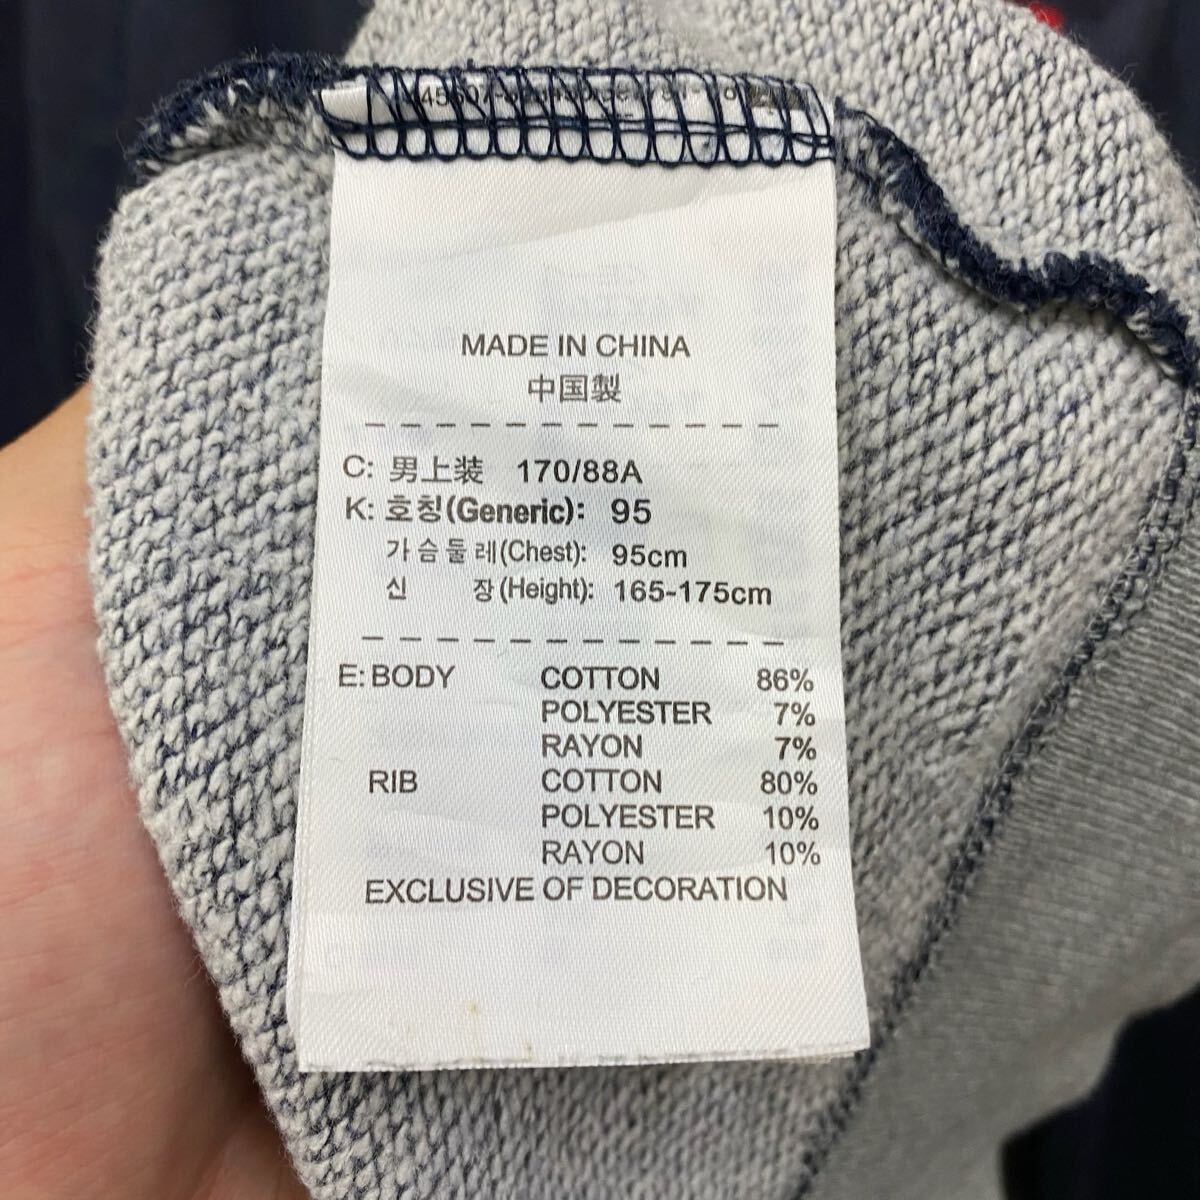 MADE IN CHINA
中国製
C: 男上装 170/88A
K: 호칭(Generic): 95
가슴둘레(Chest): 95cm
신 장(Height): 165-175cm
E: BODY COTTON 86%
POLYESTER 7%
RAYON 7%
RIB COTTON 80%
POLYESTER 10%
RAYON 10%
EXCLUSIVE OF DECORATION